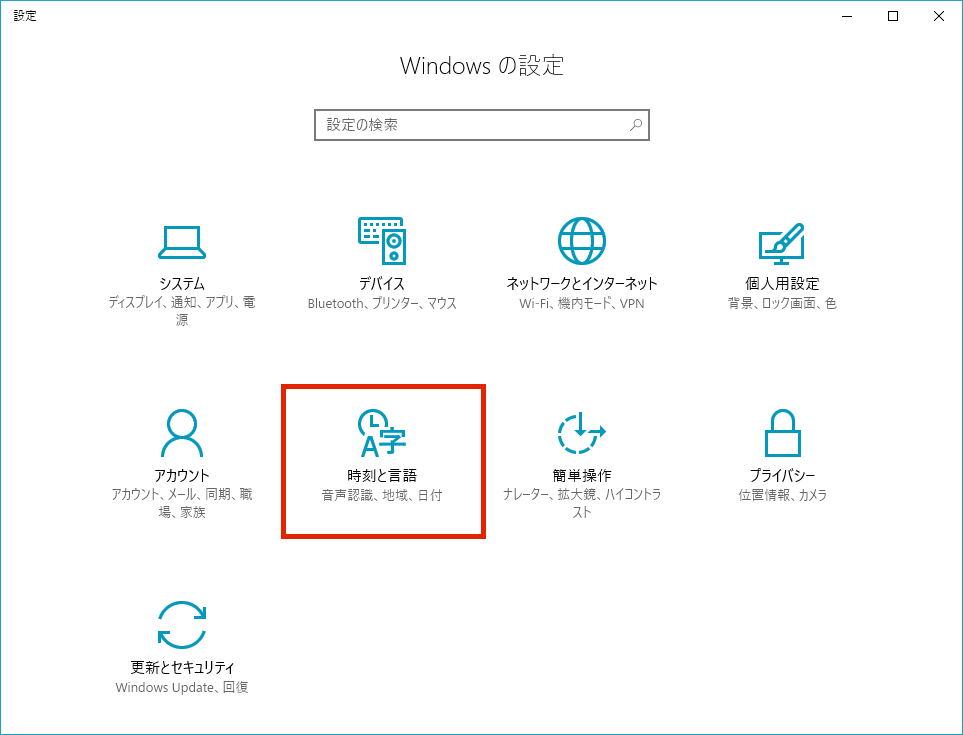 設定
Windows の設定
設定の検索
システム
ディスプレイ、通知、アプリ、電
源
デバイス
Bluetooth、プリンター、マウス
ネットワークとインターネット
Wi-Fi、機内モード、VPN
個人用設定
背景、ロック画面、色
アカウント
アカウント、メール、同期、職
場、家族
時刻と言語
音声認識、地域、日付
簡単操作
ナレーター、拡大鏡、ハイコントラ
スト
プライバシー
位置情報、カメラ
更新とセキュリティ
Windows Update、回復